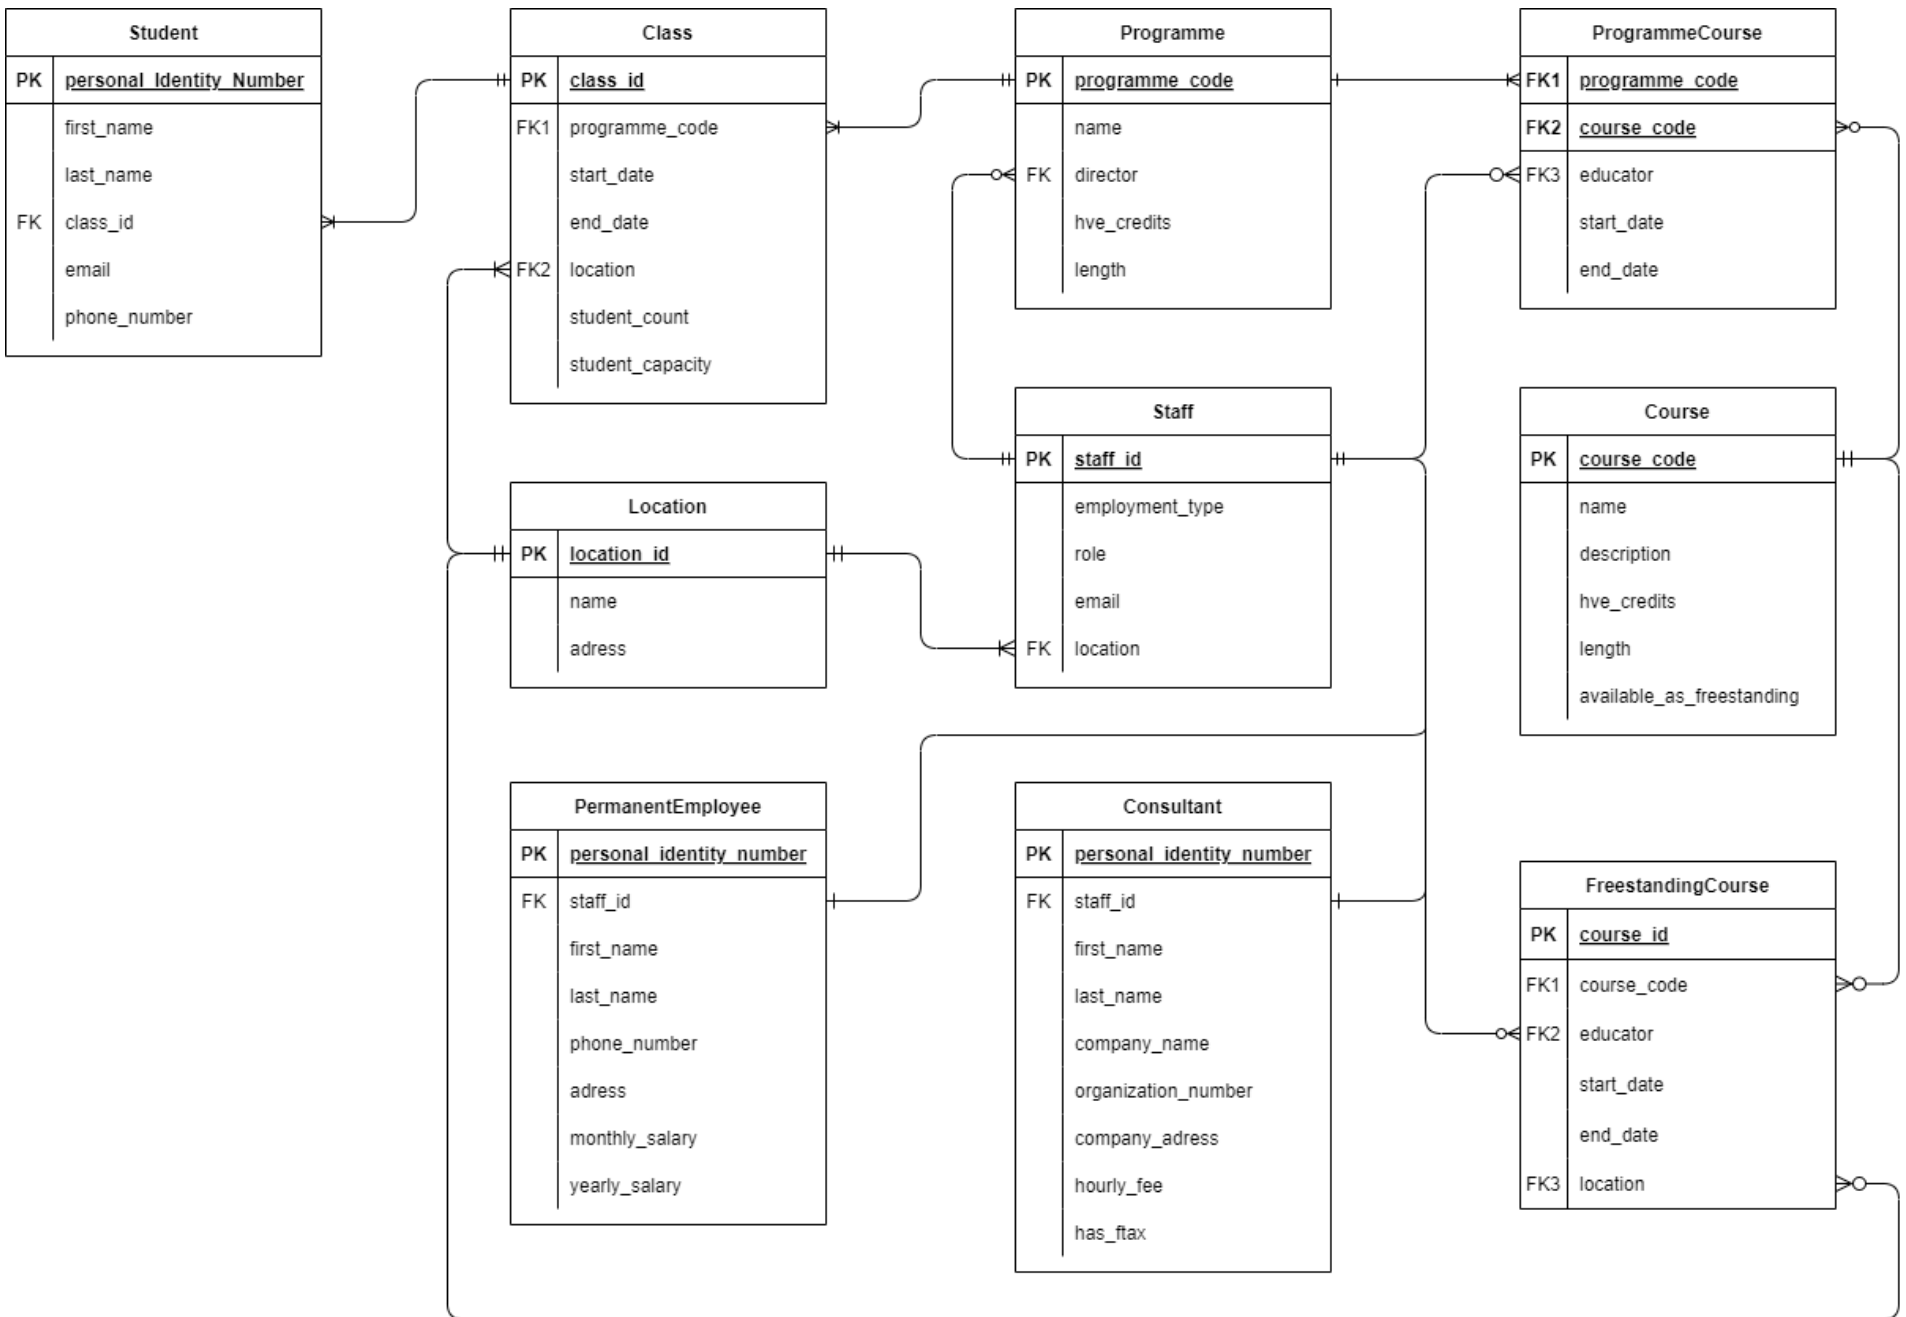 Student
PK personal_Identity_Number
first_name
last_name
FK class_id
email
phone_number
Class
PK class_id
FK1 programme_code
start_date
end_date
FK2 location
student_count
student_capacity
Programme
PK programme_code
name
FK director
hve_credits
length
ProgrammeCourse
FK1 programme_code
FK2 course_code
FK3 educator
start_date
end_date
Location
PK location_id
name
adress
Staff
PK staff_id
employment_type
role
email
FK location
Course
PK course_code
name
description
hve_credits
length
available_as_freestanding
PermanentEmployee
PK personal_identity_number
FK staff_id
first_name
last_name
phone_number
adress
monthly_salary
yearly_salary
Consultant
PK personal_identity_number
FK staff_id
first_name
last_name
company_name
organization_number
company_adress
hourly_fee
has_ftax
FreestandingCourse
PK course_id
FK1 course_code
FK2 educator
start_date
end_date
FK3 location